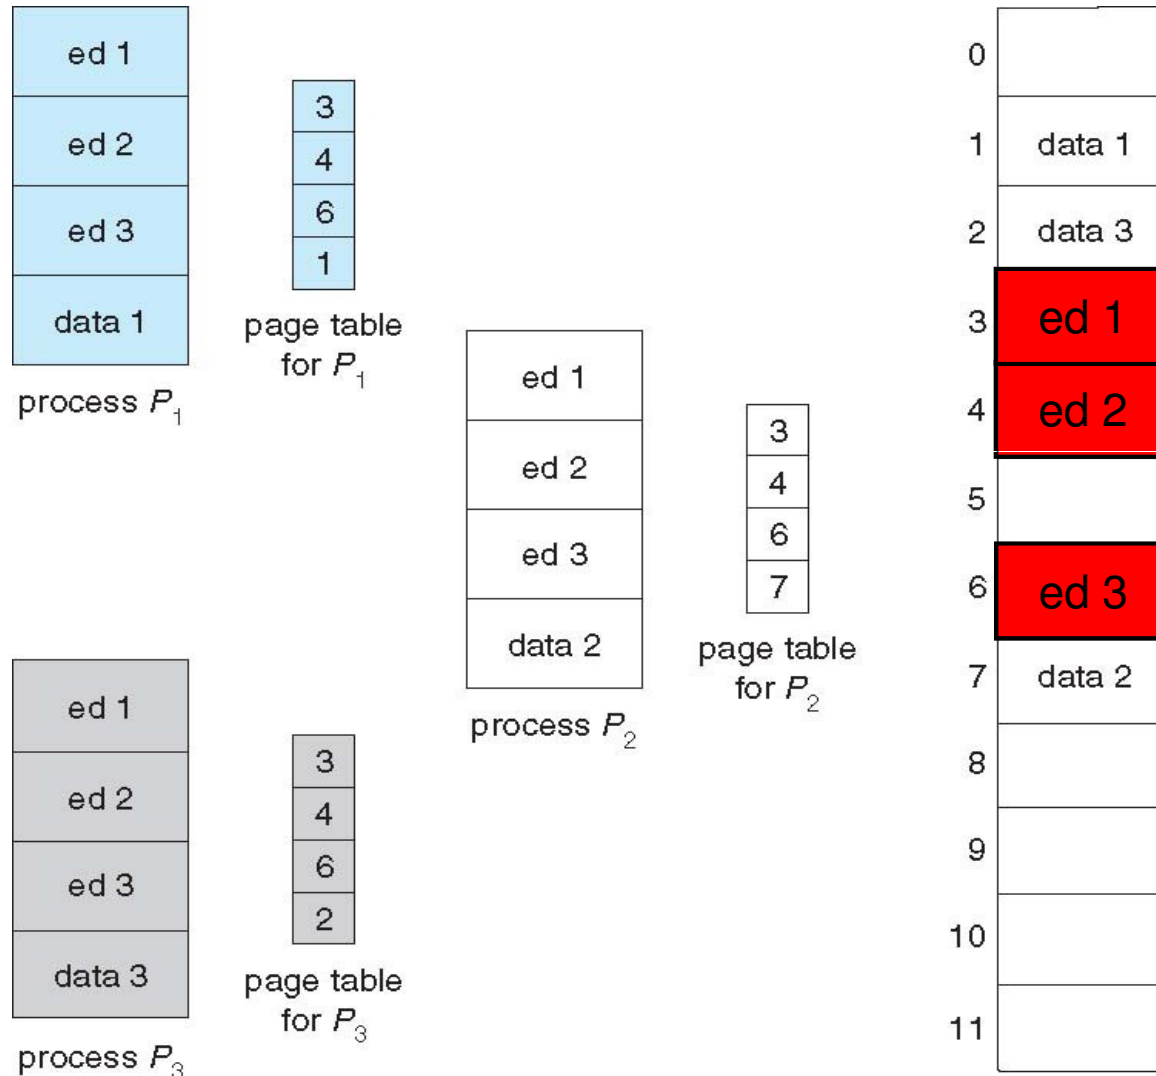 ed 1
ed 2
ed 3
data 1
process P1
3
4
6
1
page table
for P1
ed 1
ed 2
ed 3
data 2
process P2
3
4
6
7
page table
for P2
ed 1
ed 2
ed 3
data 3
process P3
3
4
6
2
page table
for P3
0
1 data 1
2 data 3
3 ed 1
4 ed 2
5
6 ed 3
7 data 2
8
9
10
11